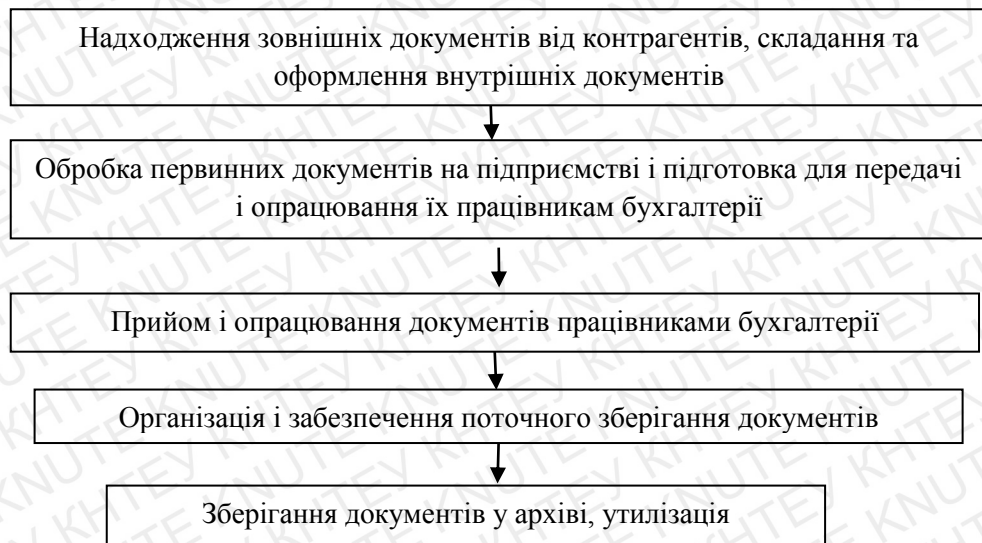 Надходження зовнішніх документів від контрагентів, складання та
оформлення внутрішніх документів
Обробка первинних документів на підприємстві і підготовка для передачі
і опрацювання їх працівникам бухгалтерії
Прийом і опрацювання документів працівниками бухгалтерії
Організація і забезпечення поточного зберігання документів
Зберігання документів у архіві, утилізація